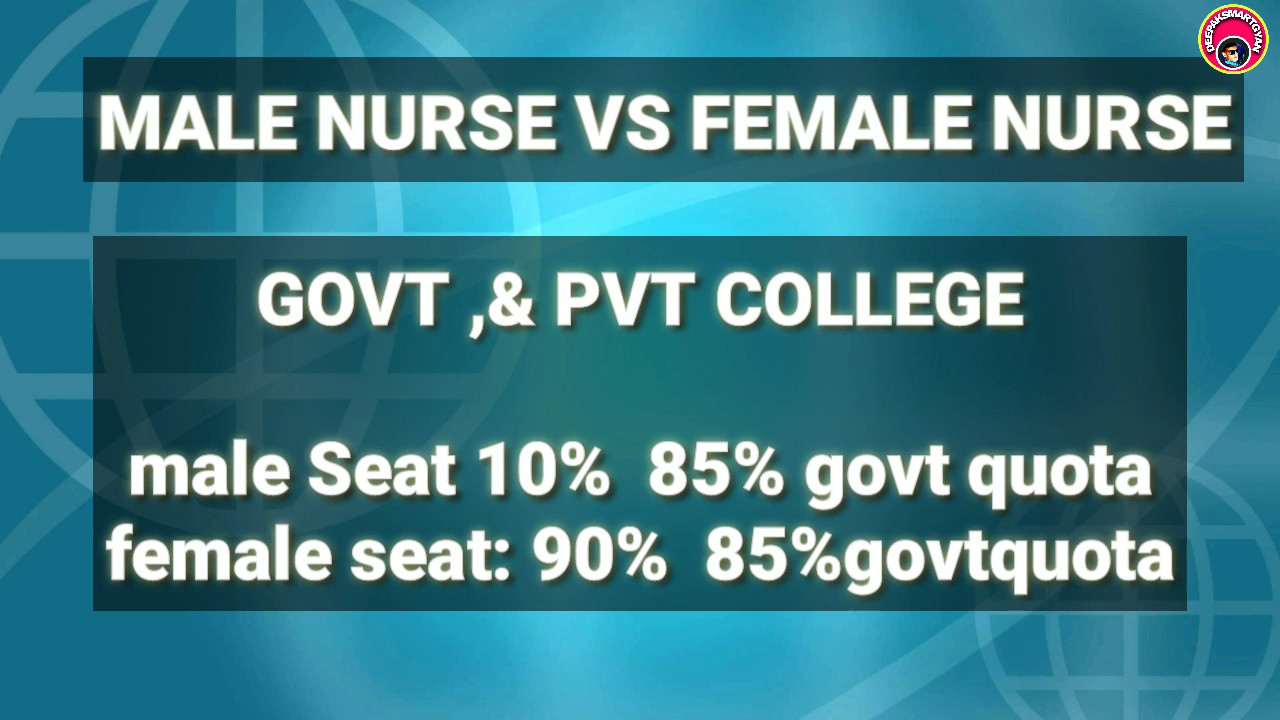 DEEPAKSMARTGYAN
MALE NURSE VS FEMALE NURSE
GOVT ,& PVT COLLEGE
male Seat 10% 85% govt quota
female seat: 90% 85%govtquota